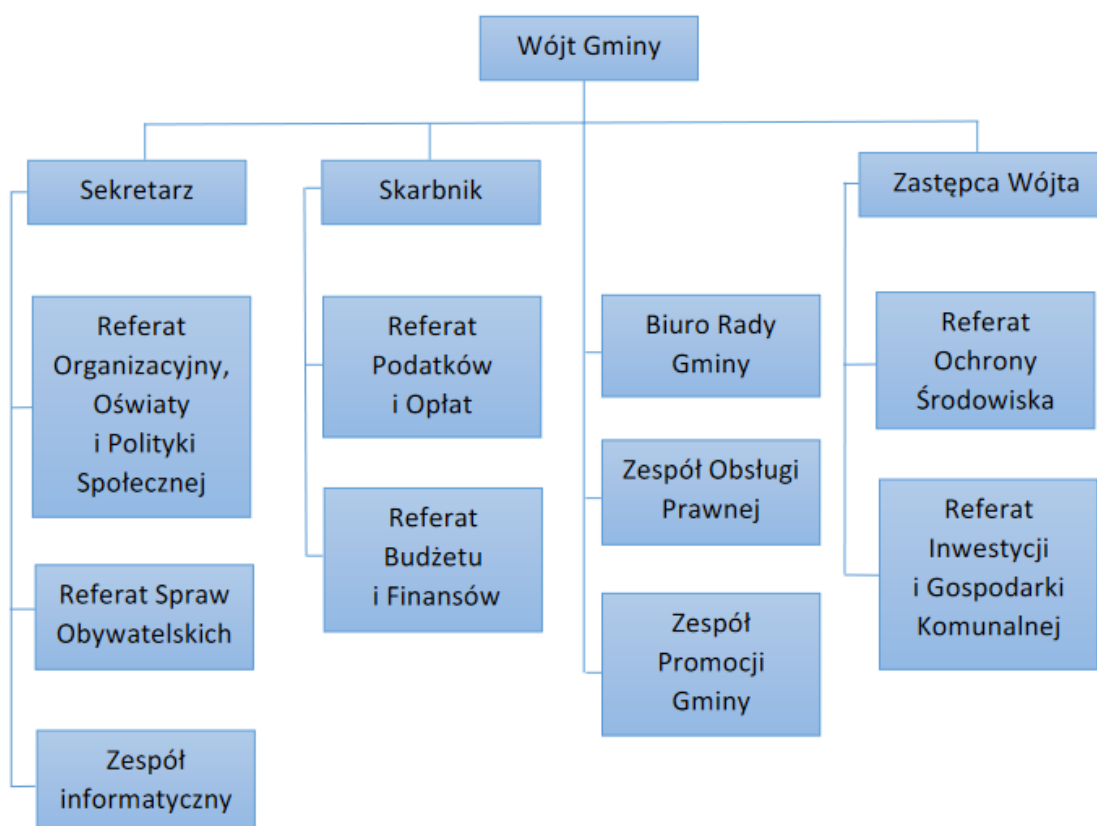 Wójt Gminy
Sekretarz
Skarbnik
Zastępca Wójta
Referat
Organizacyjny,
Oświaty
i Polityki
Społecznej
Referat Spraw
Obywatelskich
Zespół
informatyczny
Referat
Podatków
i Opłat
Referat
Budżetu
i Finansów
Biuro Rady
Gminy
Zespół Obsługi
Prawnej
Zespół
Promocji
Gminy
Referat
Ochrony
Środowiska
Referat
Inwestycji
i Gospodarki
Komunalnej